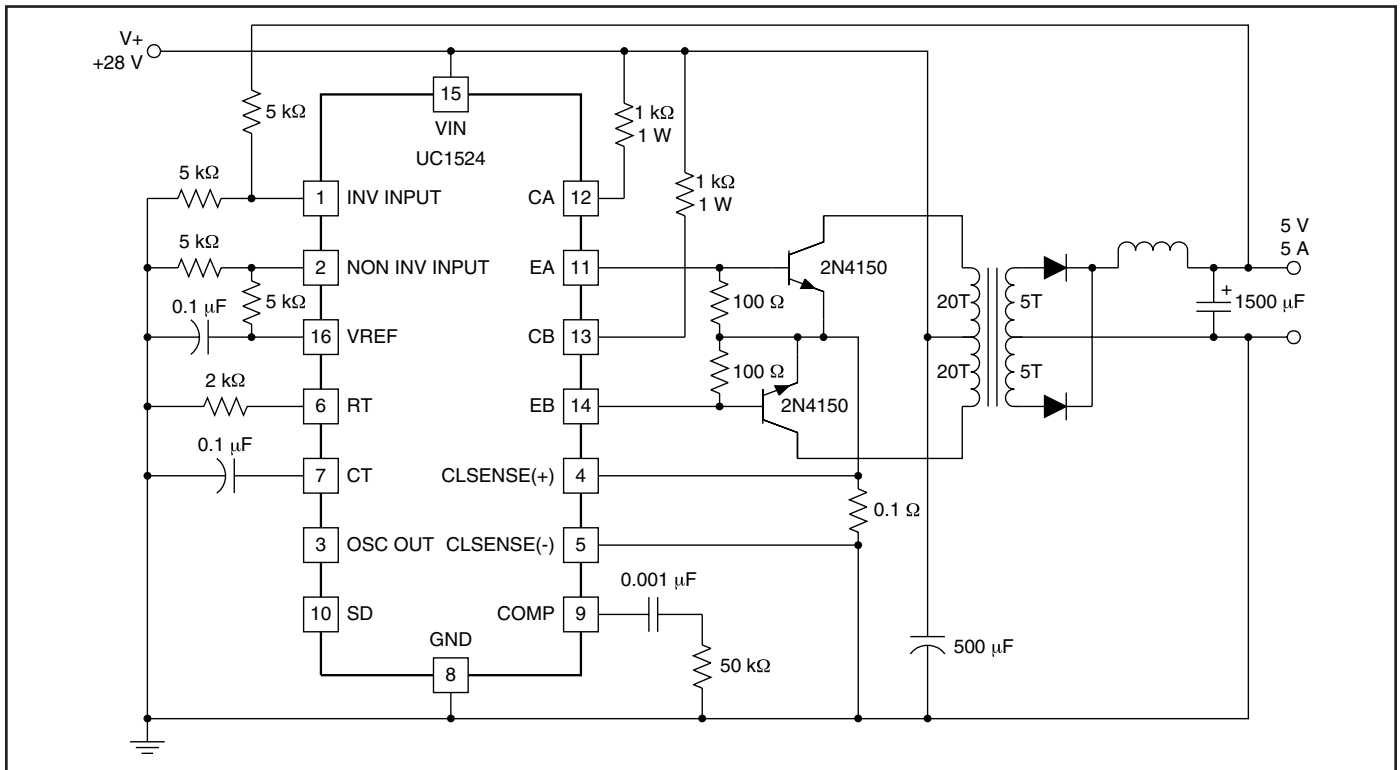 V+
+28 V
5 kΩ
15
VIN
UC1524
1 kΩ
1 W
1 kΩ
1 W
5 kΩ
1 INV INPUT
CA 12
5 kΩ
2 NON INV INPUT
EA 11
2N4150
5 kΩ
0.1 µF
16 VREF
CB 13
100 Ω
100 Ω
20T
5T
20T
5T
5 V
5 A
+
1500 µF
2 kΩ
6 RT
EB 14
2N4150
0.1 µF
7 CT
CLSENSE(+) 4
0.1 Ω
3 OSC OUT
CLSENSE(-) 5
0.001 µF
10 SD
COMP 9
GND
8
50 kΩ
500 µF